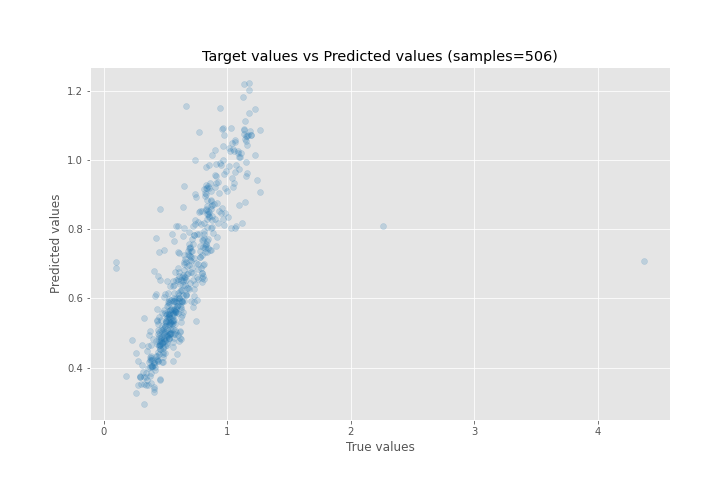 Target values vs Predicted values (samples=506)
1.2
1.0
0.8
0.6
0.4
Predicted values
0 1 2 3 4
True values